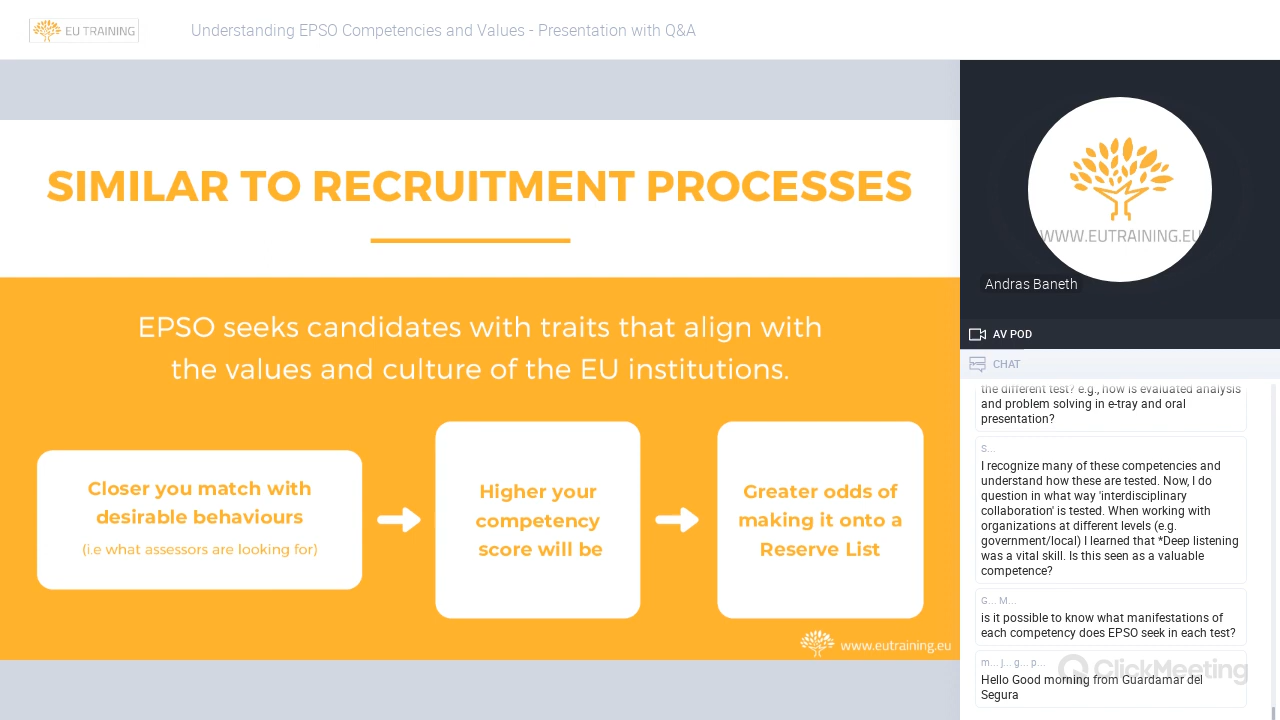 EU TRAINING
Understanding EPSO Competencies and Values - Presentation with Q&A
SIMILAR TO RECRUITMENT PROCESSES
EPSO seeks candidates with traits that align with
the values and culture of the EU institutions.
Closer you match with
desirable behaviours
(i.e what assessors are looking for)
Higher your
competency
score will be
Greater odds of
making it onto a
Reserve List
www.eutraining.eu
WWW.EUTRAINING.EU
Andras Baneth
AV POD
CHAT
the different test? e.g., how is evaluated analysis
and problem solving in e-tray and oral
presentation?
S...
I recognize many of these competencies and
understand how these are tested. Now, I do
question in what way 'interdisciplinary
collaboration' is tested. When working with
organizations at different levels (e.g.
government/local) I learned that *Deep listening
was a vital skill. Is this seen as a valuable
competence?
G... M...
is it possible to know what manifestations of
each competency does EPSO seek in each test?
m... j... g... p...
Hello Good morning from Guardamar del
Segura
ClickMeeting